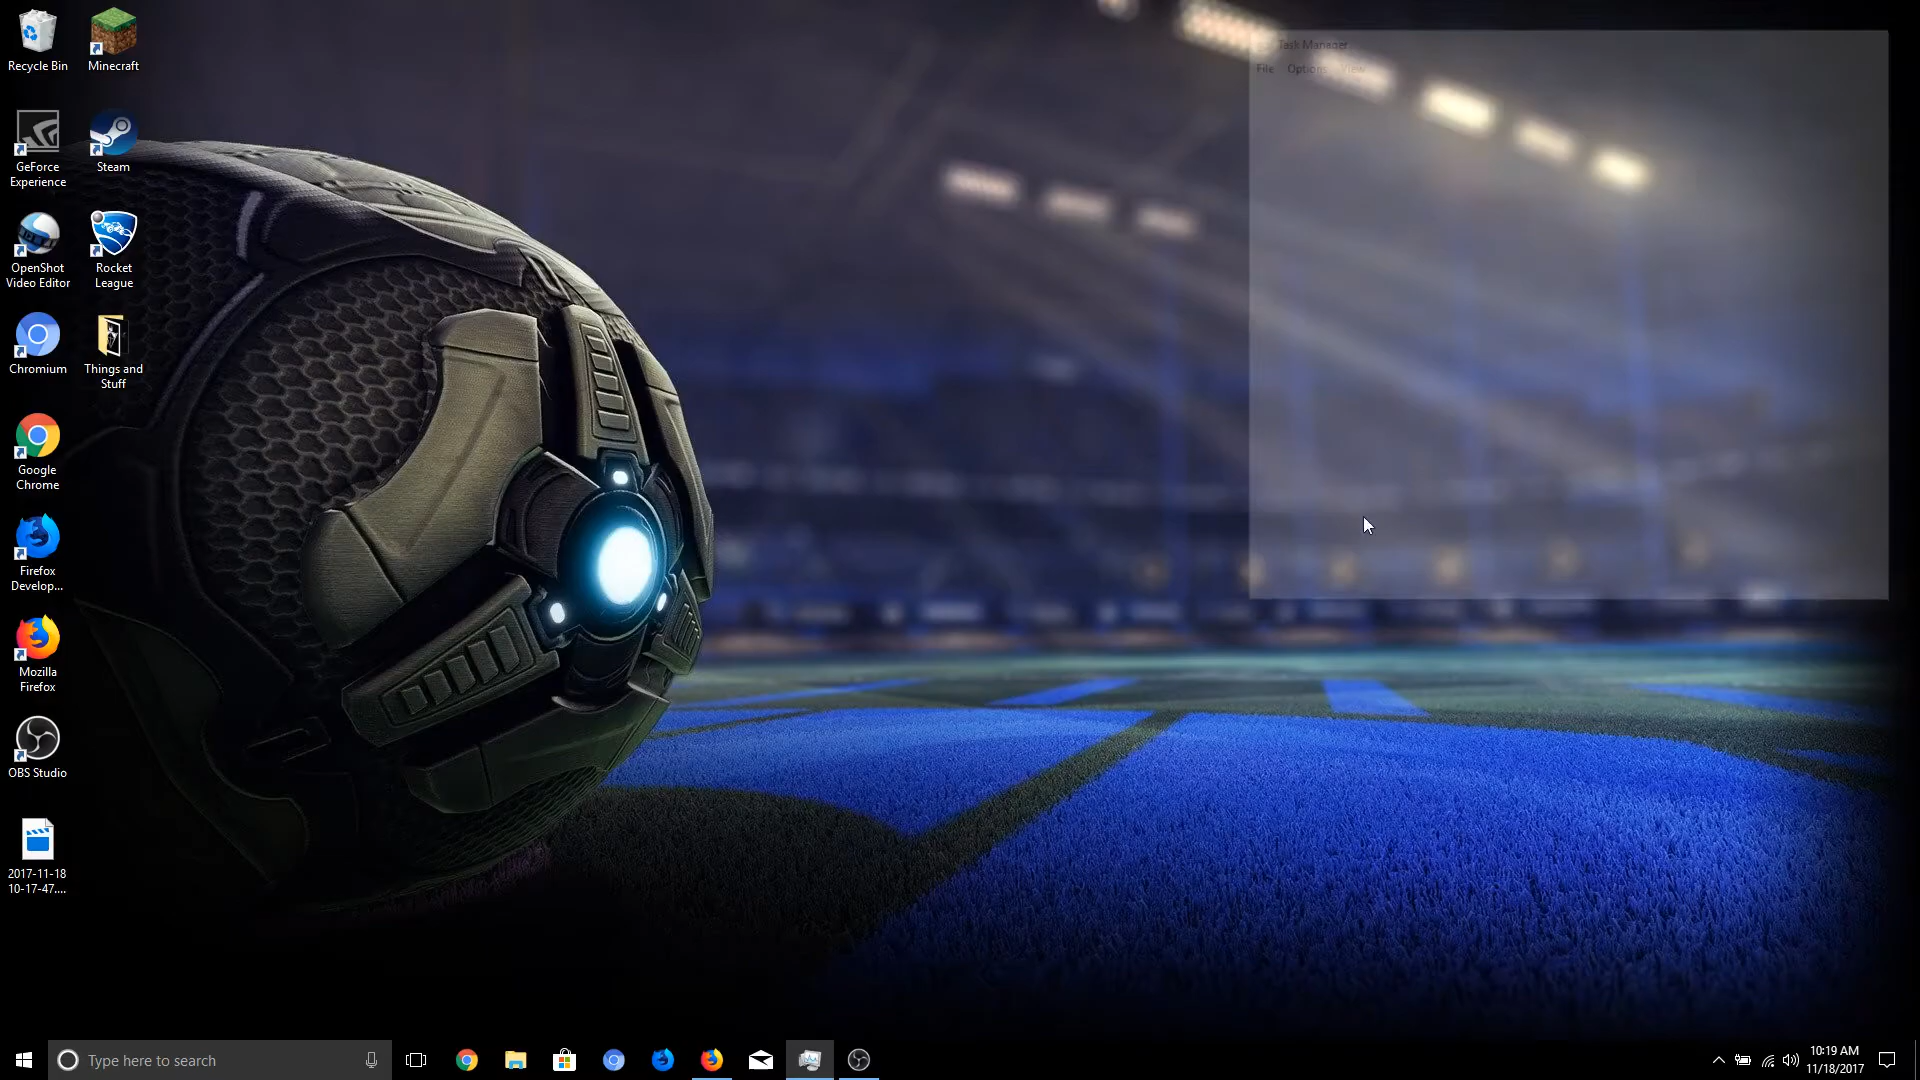 Recycle Bin
Minecraft
GeForce
Experience
Steam
OpenShot
Video Editor
Rocket
League
Chromium
Things and
Stuff
Google
Chrome
Firefox
Develop...
Mozilla
Firefox
OBS Studio
2017-11-18
10-17-47....
Task Manager
File Options View
Type here to search
10:19 AM
11/18/2017